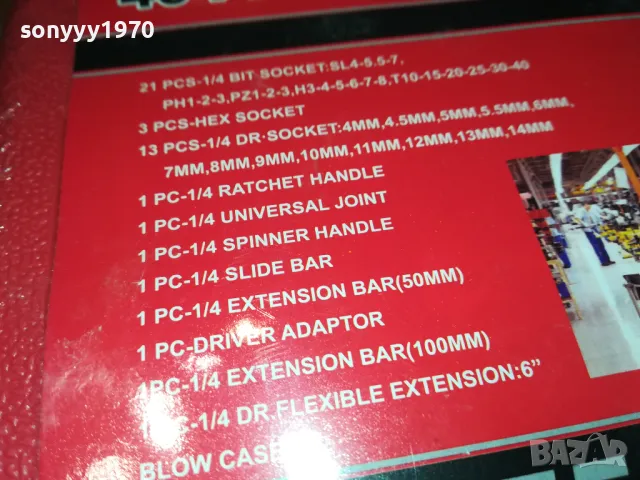 sonyyy1970
21 PCS-1/4 BIT SOCKET:SL4-5.5-7,
PH1-2-3,PZ1-2-3,H3-4-5-6-7-8,T10-15-20-25-30-40
3 PCS-HEX SOCKET
13 PCS-1/4 DR·SOCKET:4MM,4.5MM,5MM,5.5MM,6MM,
7MM,8MM,9MM,10MM,11MM,12MM,13MM,14MM
1 PC-1/4 RATCHET HANDLE
1 PC-1/4 UNIVERSAL JOINT
1 PC-1/4 SPINNER HANDLE
1 PC-1/4 SLIDE BAR
1 PC-1/4 EXTENSION BAR(50MM)
1 PC-DRIVER ADAPTOR
1PC-1/4 EXTENSION BAR(100MM)
1 PC-1/4 DR FLEXIBLE EXTENSION:6"
BLOW CASE
BAZAR